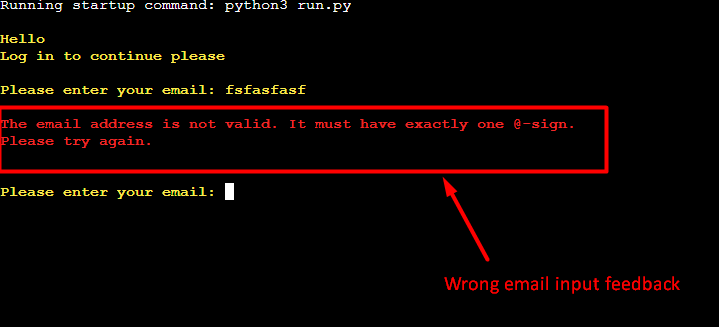 Running startup command: python3 run.py
Hello
Log in to continue please
Please enter your email: fsfasfasf
The email address is not valid. It must have exactly one @-sign.
Please try again.
Please enter your email:
Wrong email input feedback